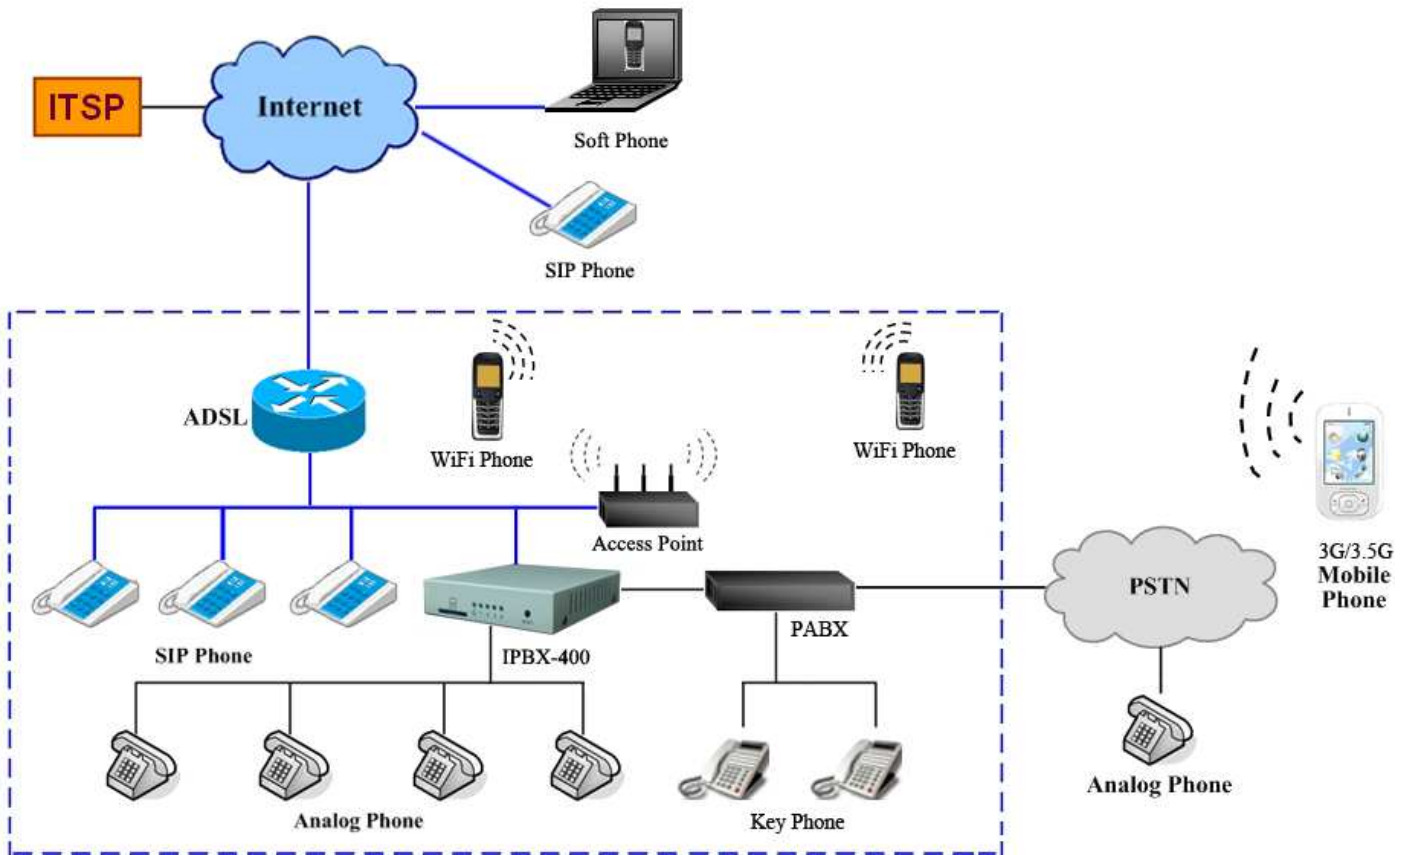 ITSP
Internet
Soft Phone
SIP Phone
ADSL
WiFi Phone
WiFi Phone
Access Point
3G/3.5G
Mobile
Phone
PSTN
PABX
SIP Phone
IPBX-400
Analog Phone
Key Phone
Analog Phone